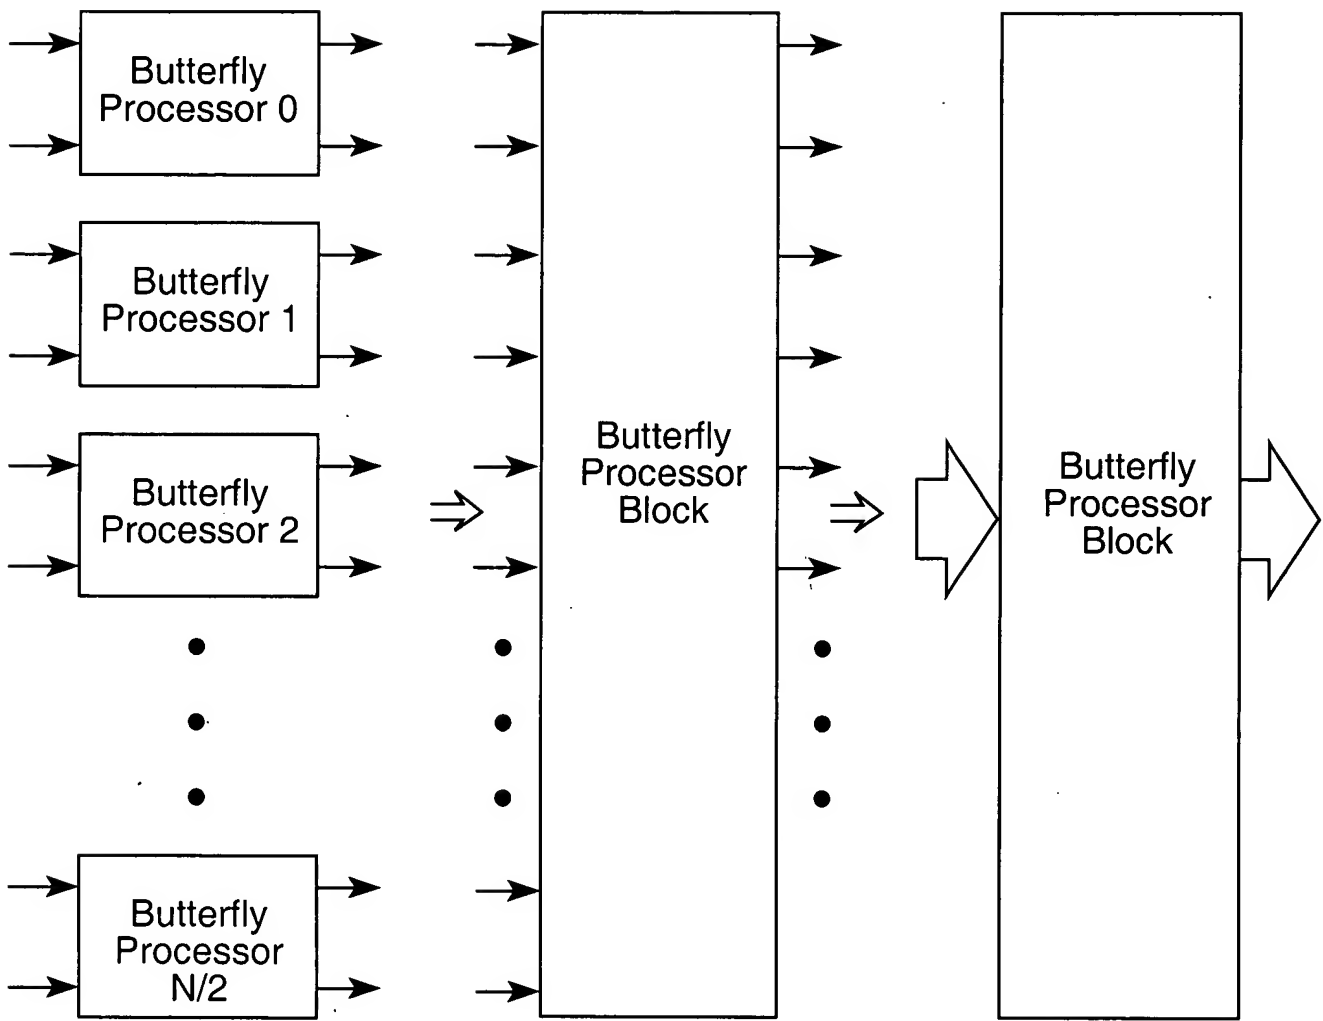 Butterfly
Processor 0
Butterfly
Processor 1
Butterfly
Processor 2
Butterfly
Processor
N/2
Butterfly
Processor
Block
Butterfly
Processor
Block